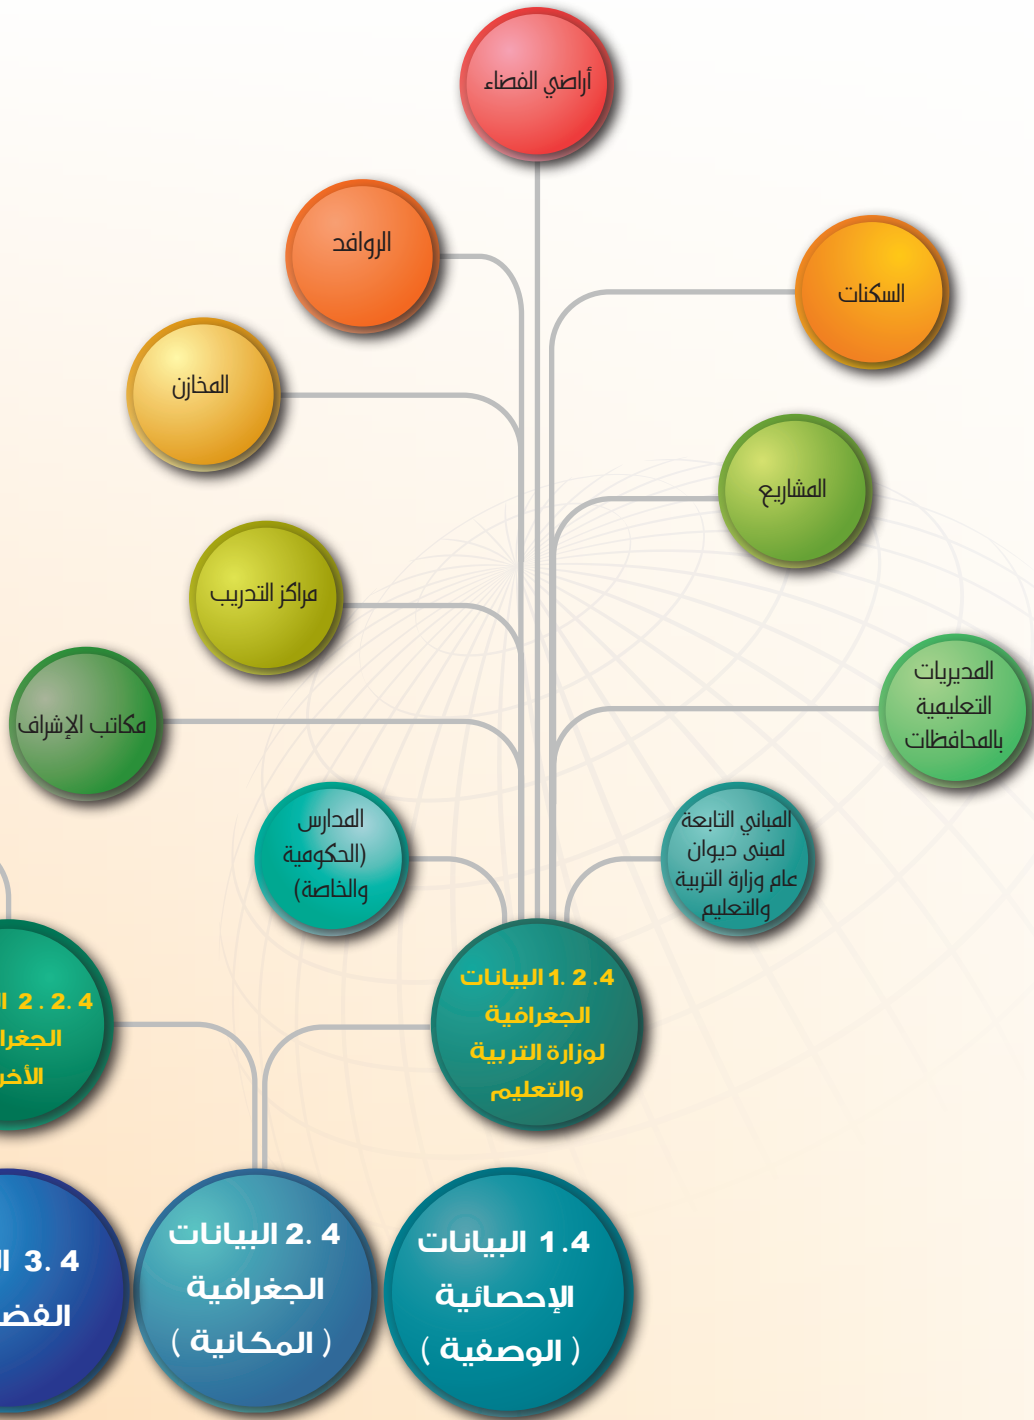 أراضي الفضاء
الروافد
السكنات
المخازن
المشاريع
مراكز التدريب
المديريات
التعليمية
بالمحافظات
مكاتب الإشراف
المدارس
(الحكومية
والخاصة)
المباني التابعة
لمبنى ديوان
عام وزارة التربية
والتعليم
1. 2 .4 البيانات
الجغرافية
لوزارة التربية
والتعليم
2 . 2. 4
1 .4 البيانات
الإحصائية
( الوصفية )
2. 4 البيانات
الجغرافية
( المكانية )
3. 4